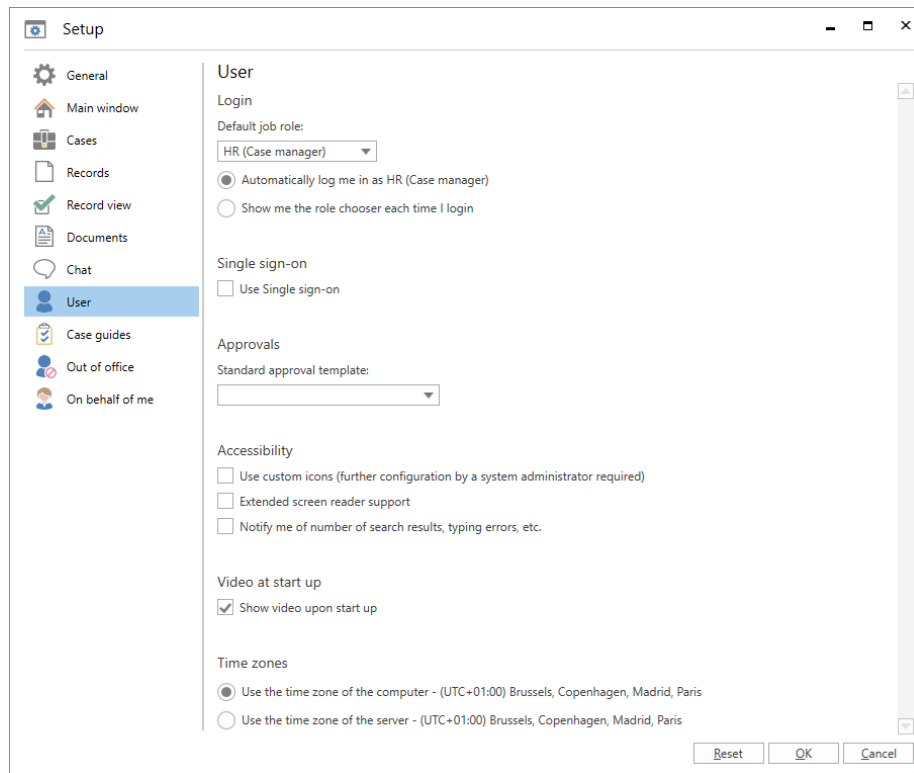 Setup
General
Main window
Cases
Records
Record view
Documents
Chat
User
Case guides
Out of office
On behalf of me
User
Login
Default job role:
HR (Case manager)
Automatically log me in as HR (Case manager)
Show me the role chooser each time I login
Single sign-on
Use Single sign-on
Approvals
Standard approval template:
Accessibility
Use custom icons (further configuration by a system administrator required)
Extended screen reader support
Notify me of number of search results, typing errors, etc.
Video at start up
Show video upon start up
Time zones
Use the time zone of the computer - (UTC+01:00) Brussels, Copenhagen, Madrid, Paris
Use the time zone of the server - (UTC+01:00) Brussels, Copenhagen, Madrid, Paris
Reset
OK
Cancel